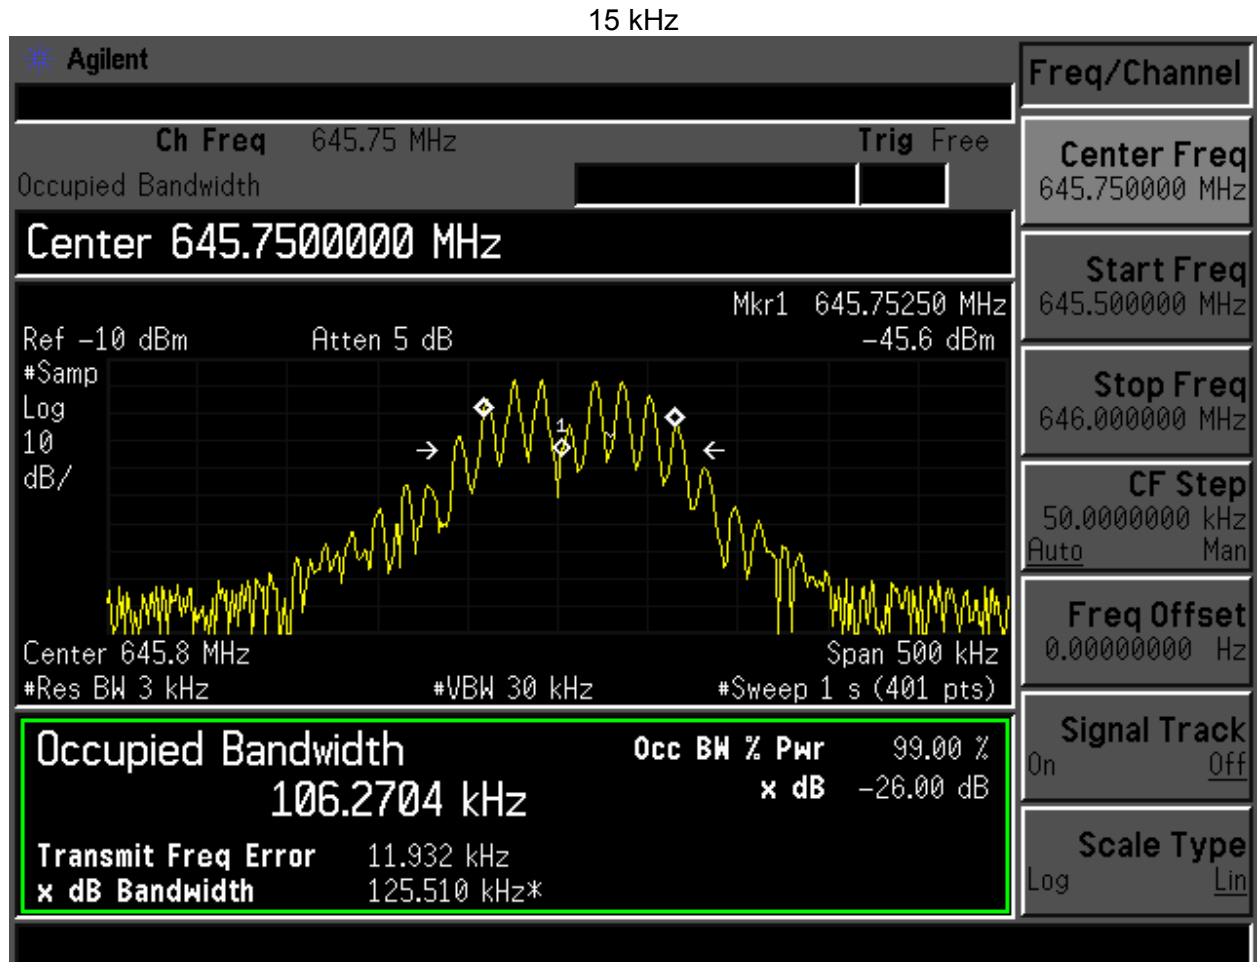 15 kHz
Agilent
Freq/Channel
Ch Freq 645.75 MHz Trig Free
Occupied Bandwidth
Center Freq
645.750000 MHz
Center 645.7500000 MHz
Start Freq
645.500000 MHz
Mkr1 645.75250 MHz
Ref -10 dBm Atten 5 dB -45.6 dBm
#Samp
Log
10
dB/
1
Stop Freq
646.000000 MHz
CF Step
50.0000000 kHz
Auto Man
Freq Offset
0.00000000 Hz
Center 645.8 MHz Span 500 kHz
#Res BW 3 kHz #VBW 30 kHz #Sweep 1 s (401 pts)
Signal Track
On Off
Occupied Bandwidth Occ BW % Pwr 99.00 %
106.2704 kHz x dB -26.00 dB
Transmit Freq Error 11.932 kHz
x dB Bandwidth 125.510 kHz*
Scale Type
Log Lin